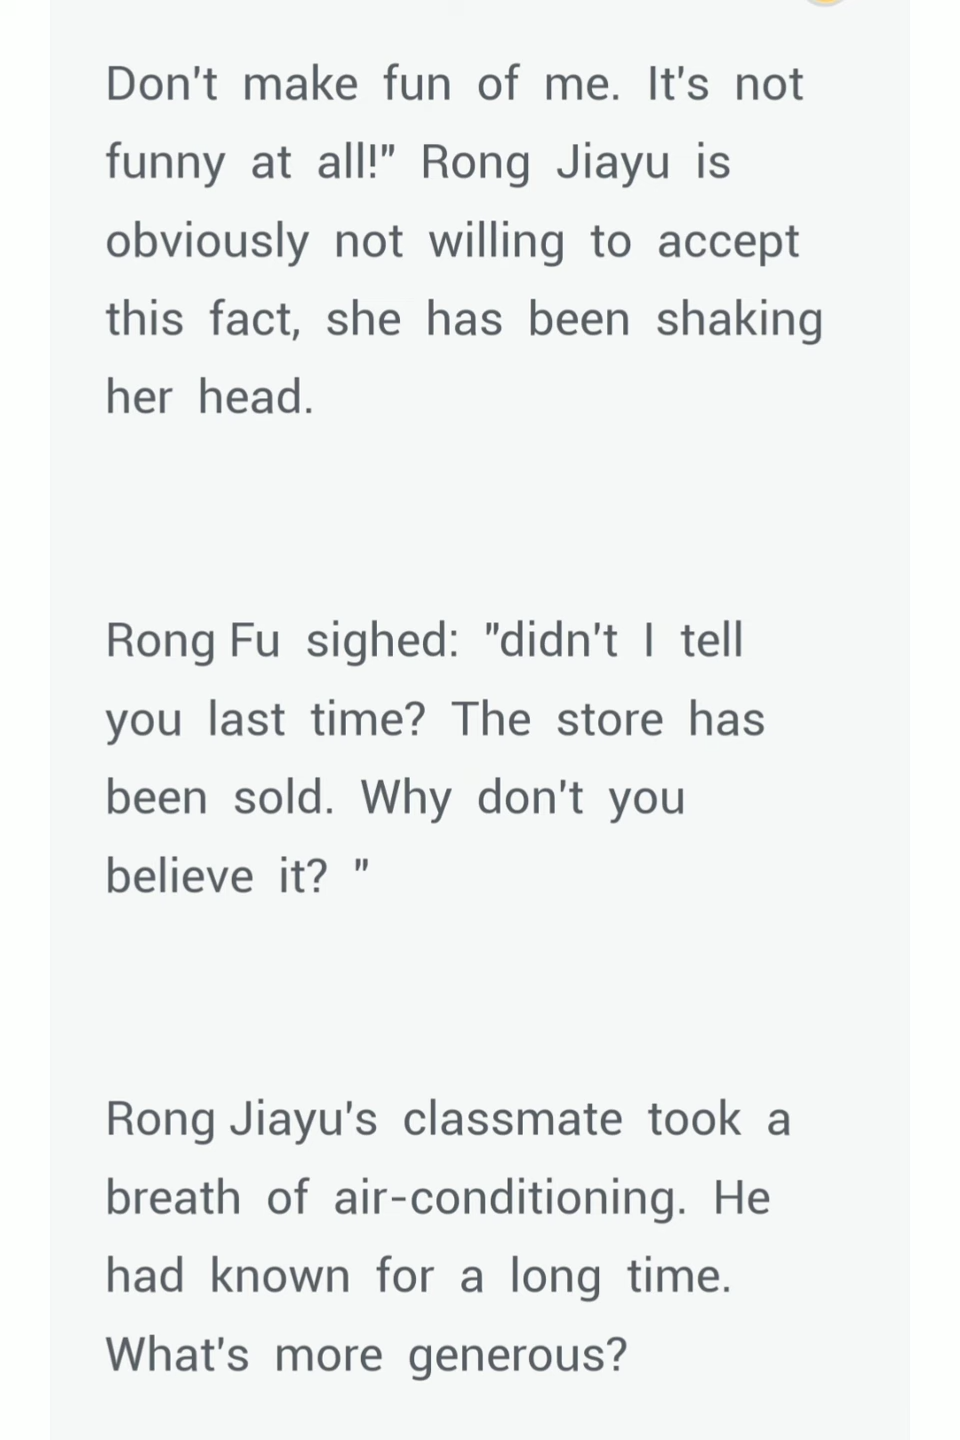 Don't make fun of me. It's not
funny at all!" Rong Jiayu is
obviously not willing to accept
this fact, she has been shaking
her head.
Rong Fu sighed: "didn't I tell
you last time? The store has
been sold. Why don't you
believe it? "
Rong Jiayu's classmate took a
breath of air-conditioning. He
had known for a long time.
What's more generous?